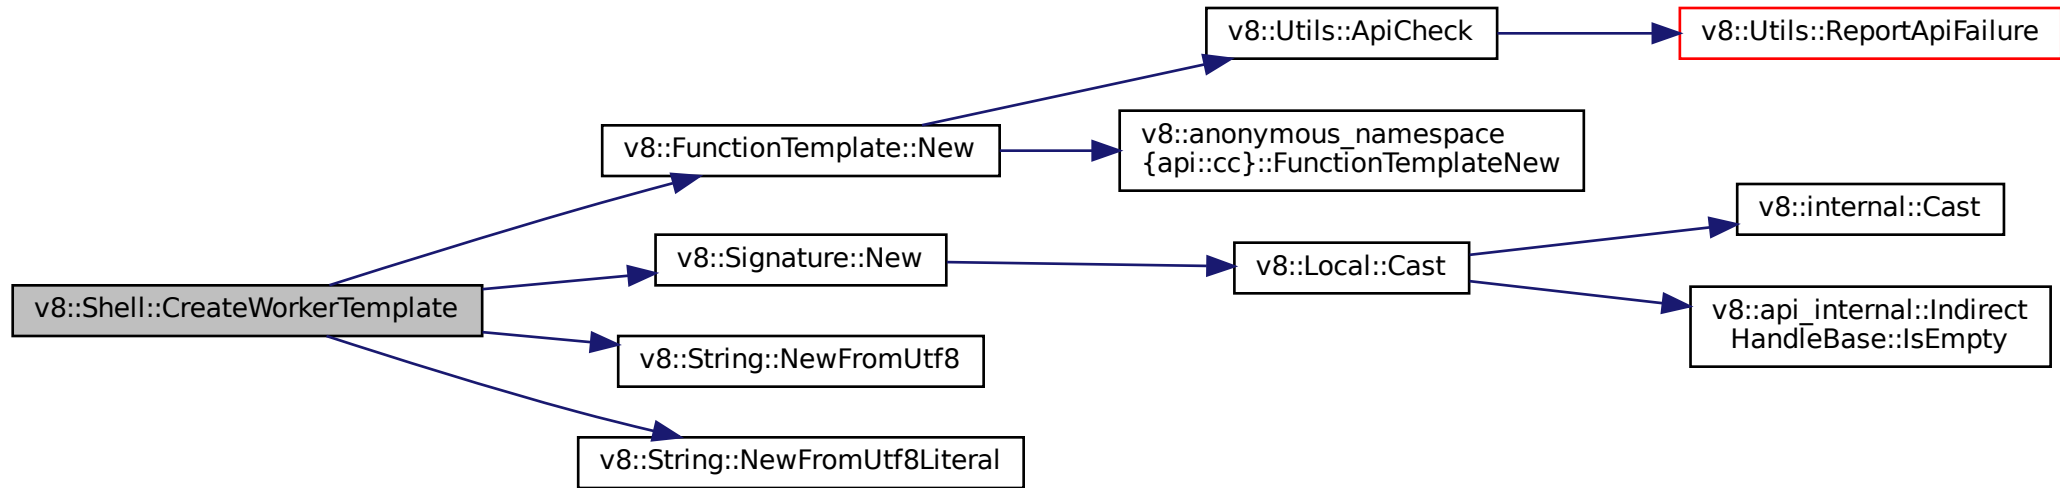 v8::Shell::CreateWorkerTemplate
v8::FunctionTemplate::New
v8::Utils::ApiCheck
v8::Utils::ReportApiFailure
v8::anonymous_namespace
{api::cc}::FunctionTemplateNew
v8::Signature::New
v8::Local::Cast
v8::internal::Cast
v8::api_internal::Indirect
HandleBase::IsEmpty
v8::String::NewFromUtf8
v8::String::NewFromUtf8Literal